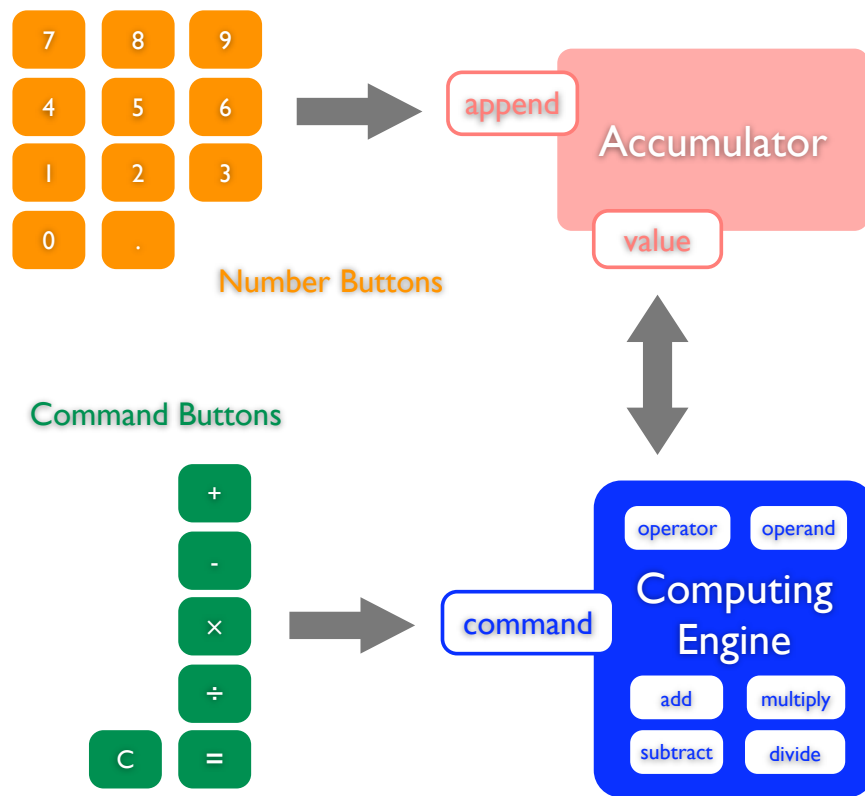 7 8 9
4 5 6
1 2 3
0 .
Number Buttons
append
Accumulator
value
Command Buttons
+
-
×
÷
C =
command
operator operand
Computing
Engine
add multiply
subtract divide